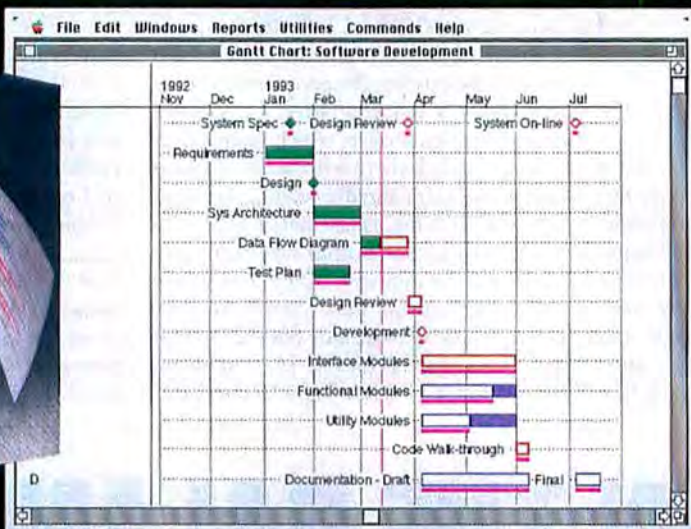 File Edit Windows Reports Utilities Commands Help
Gantt Chart: Software Development
1992 1993
Nov Dec Jan Feb Mar Apr May Jun Jul
System Spec Design Review System On-line
Requirements
Design
Sys Architecture
Data Flow Diagram
Test Plan
Design Review
Development
Interface Modules
Functional Modules
Utility Modules
Code Walk-through
D Documentation - Draft Final